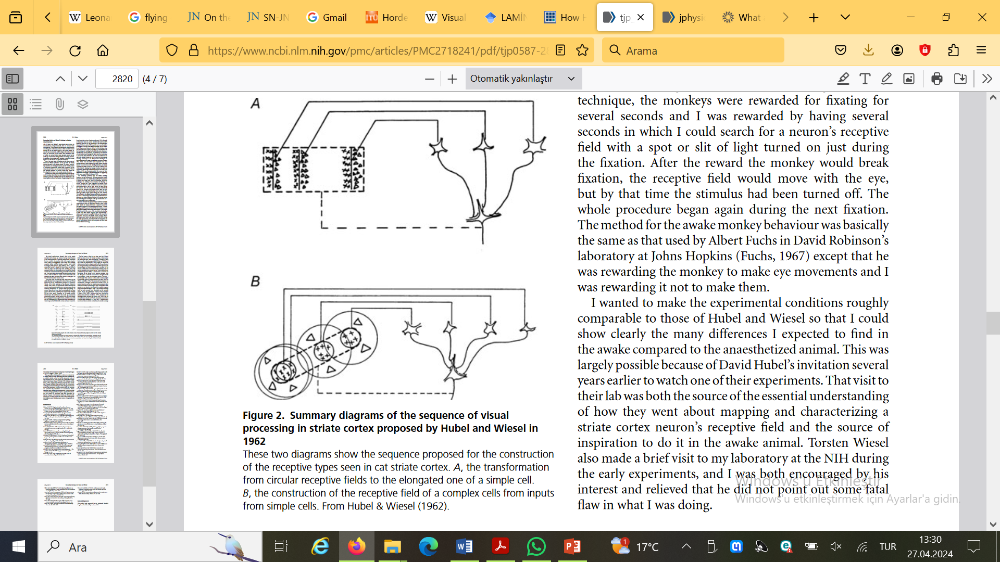 Leona
flying
On the
SN-JN
Gmail
Horde
Visual
LAMİN
How H
tjp_
jphysi
What
https://www.ncbi.nlm.nih.gov/pmc/articles/PMC2718241/pdf/tjp0587-28
Arama
2820 (4 / 7)
Otomatik yakınlaştır
A
B
Figure 2. Summary diagrams of the sequence of visual
processing in striate cortex proposed by Hubel and Wiesel in
1962
These two diagrams show the sequence proposed for the construction
of the receptive types seen in cat striate cortex. A, the transformation
from circular receptive fields to the elongated one of a simple cell.
B, the construction of the receptive field of a complex cells from inputs
from simple cells. From Hubel & Wiesel (1962).
technique, the monkeys were rewarded for fixating for
several seconds and I was rewarded by having several
seconds in which I could search for a neuron's receptive
field with a spot or slit of light turned on just during
the fixation. After the reward the monkey would break
fixation, the receptive field would move with the eye,
but by that time the stimulus had been turned off. The
whole procedure began again during the next fixation.
The method for the awake monkey behaviour was basically
the same as that used by Albert Fuchs in David Robinson's
laboratory at Johns Hopkins (Fuchs, 1967) except that he
was rewarding the monkey to make eye movements and I
was rewarding it not to make them.
I wanted to make the experimental conditions roughly
comparable to those of Hubel and Wiesel so that I could
show clearly the many differences I expected to find in
the awake compared to the anaesthetized animal. This was
largely possible because of David Hubel's invitation several
years earlier to watch one of their experiments. That visit to
their lab was both the source of the essential understanding
of how they went about mapping and characterizing a
striate cortex neuron's receptive field and the source of
inspiration to do it in the awake animal. Torsten Wiesel
also made a brief visit to my laboratory at the NIH during
the early experiments, and I was both encouraged by his
interest and relieved that he did not point out some fatal
flaw in what I was doing.
Windows'u Etkinleştir
Windows'u etkinleştirmek için Ayarlar'a gidin.
Ara
17°C
TUR
13:30
27.04.2024